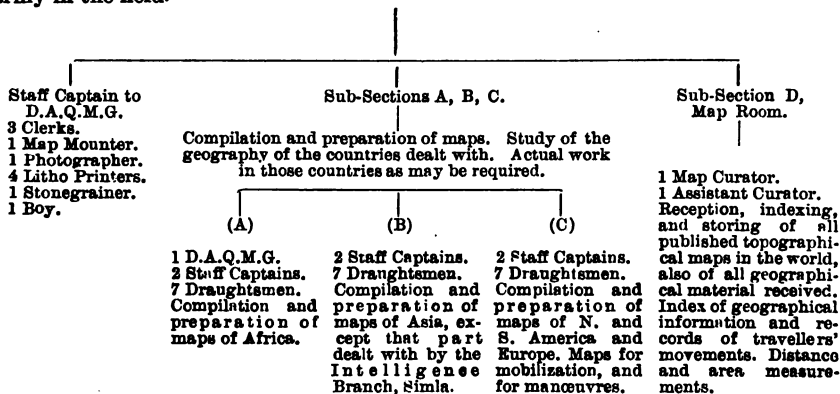 Staff Captain to
D.A.Q.M.G.
3 Clerks.
1 Map Mounter.
1 Photographer.
4 Litho Printers.
1 Stonegrainer.
1 Boy.
Sub-Sections A, B, C.
Compilation and preparation of maps. Study of the
geography of the countries dealt with. Actual work
in those countries as may be required.
(A)
1 D.A.Q.M.G.
2 Staff Captains.
7 Draughtsmen.
Compilation and
preparation of
maps of Africa.
(B)
2 Staff Captains.
7 Draughtsmen.
Compilation and
preparation of
maps of Asia, ex-
cept that part
dealt with by the
Intelligence
Branch, Simla.
(C)
2 Staff Captains.
7 Draughtsmen.
Compilation and
preparation of
maps of N. and
S. America and
Europe. Maps for
mobilization, and
for manœuvres.
Sub-Section D,
Map Room.
1 Map Curator.
1 Assistant Curator.
Reception, indexing,
and storing of all
published topographi-
cal maps in the world,
also of all geographi-
cal material received.
Index of geographical
information and re-
cords of travellers'
movements. Distance
and area measure-
ments.